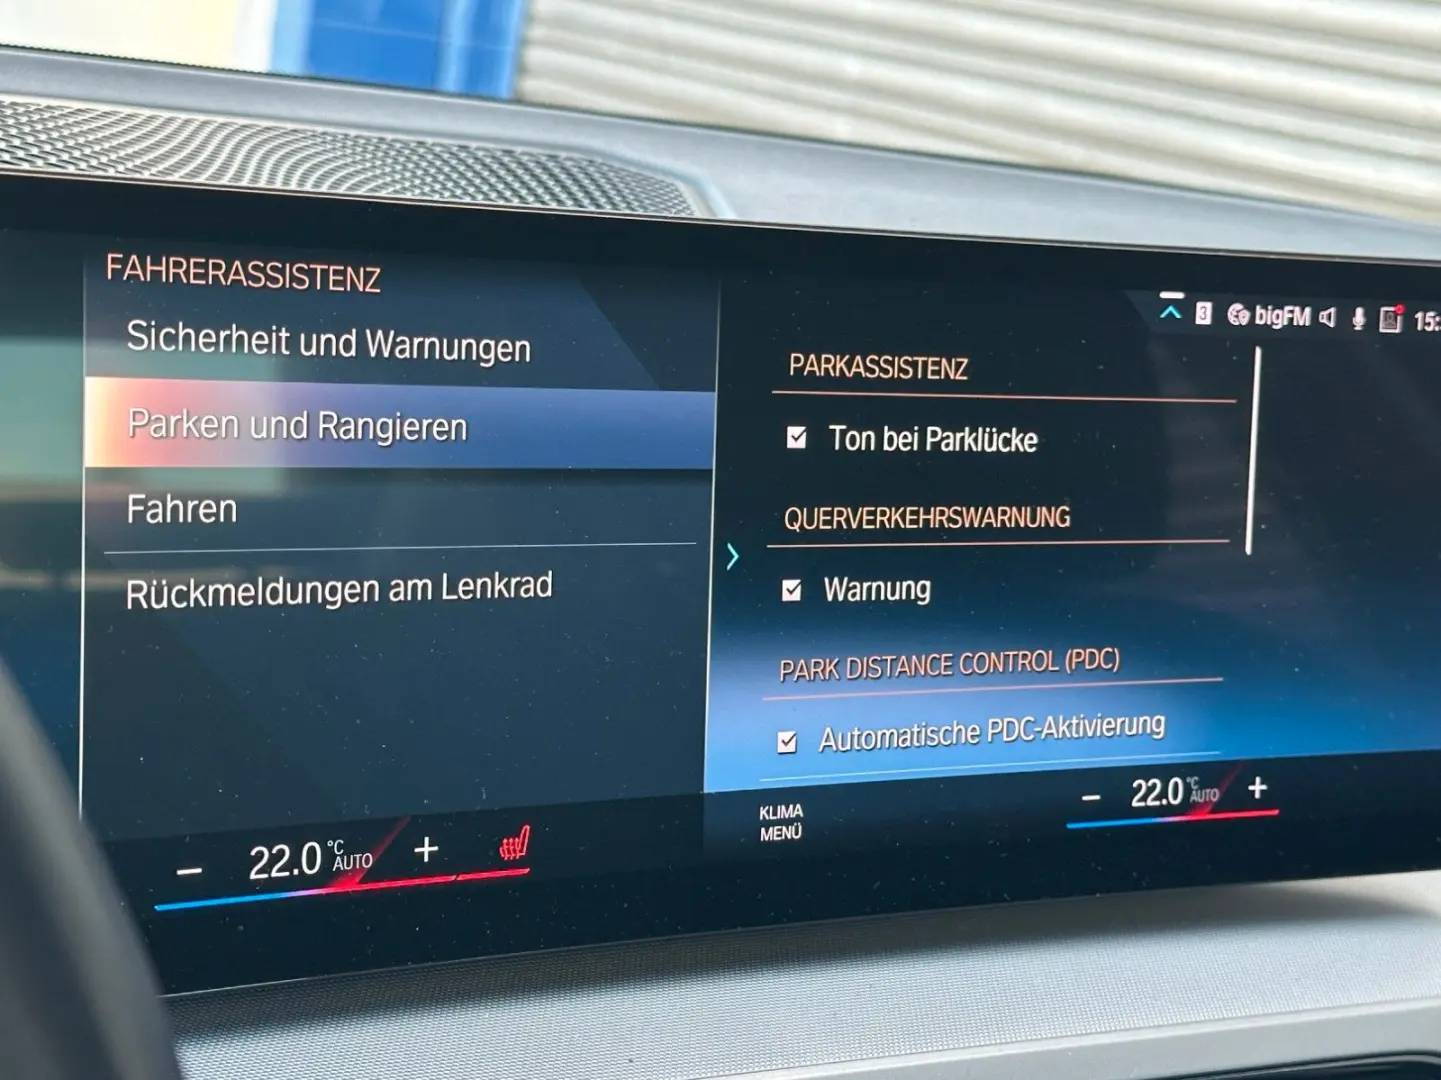 FAHRERASSISTENZ
Sicherheit und Warnungen
Parken und Rangieren
Fahren
Rückmeldungen am Lenkrad
3 bigFM 15:
PARKASSISTENZ
Ton bei Parklücke
QUERVERKEHRSWARNUNG
Warnung
PARK DISTANCE CONTROL (PDC)
Automatische PDC-Aktivierung
− 22.0 °C AUTO +
KLIMA
MENÜ
− 22.0 °C AUTO +